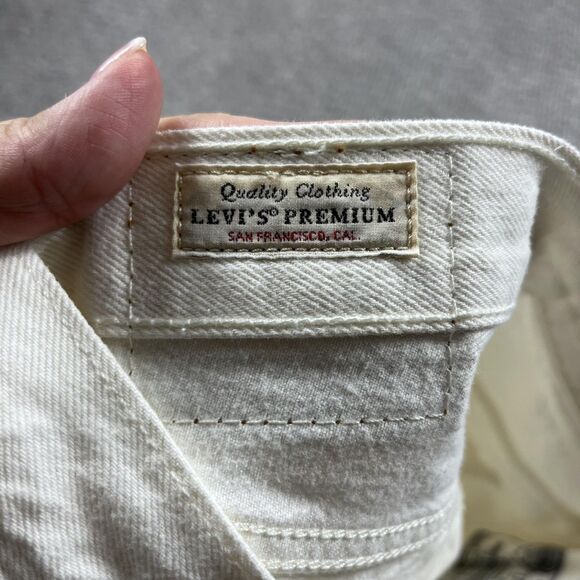 Quality Clothing
LEVI'S® PREMIUM
SAN FRANCISCO, CAL.